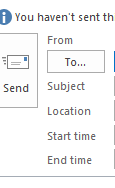 You haven't sent th
From
To...
Send
Subject
Location
Start time
End time